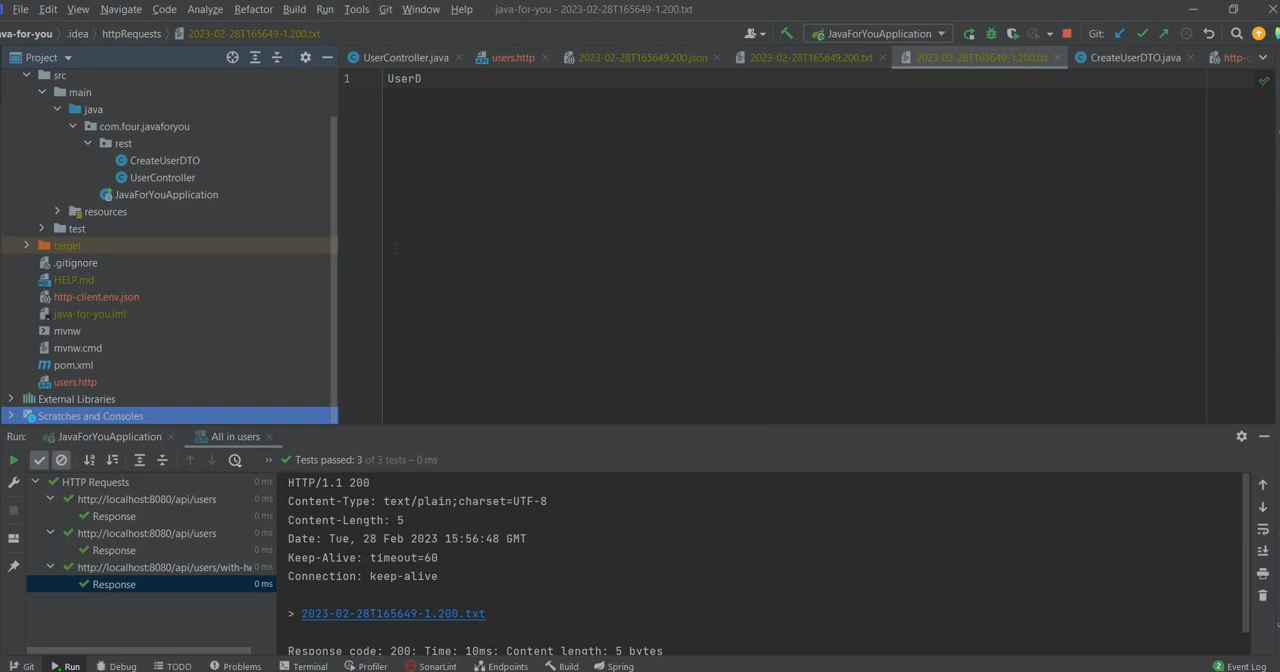 File Edit View Navigate Code Analyze Refactor Build Run Tools Git Window Help java-for-you - 2023-02-28T165649-1.200.txt
ava-for-you .idea httpRequests 2023-02-28T165649-1.200.txt JavaForYouApplication Git:
Project UserController.java users.http 2023-02-28T165649.200.json 2023-02-28T165649.200.txt 2023-02-28T165649-1.200.txt CreateUserDTO.java http-
1 UserD
src
main
java
com.four.javaforyou
rest
CreateUserDTO
UserController
JavaForYouApplication
resources
test
target
.gitignore
HELP.md
http-client.env.json
java-for-you.iml
mvnw
mvnw.cmd
pom.xml
users.http
External Libraries
Scratches and Consoles
Run: JavaForYouApplication All in users
» Tests passed: 3 of 3 tests – 0 ms
HTTP Requests 0 ms
http://localhost:8080/api/users 0 ms
Response 0 ms
http://localhost:8080/api/users 0 ms
Response 0 ms
http://localhost:8080/api/users/with-he 0 ms
Response 0 ms
HTTP/1.1 200
Content-Type: text/plain;charset=UTF-8
Content-Length: 5
Date: Tue, 28 Feb 2023 15:56:48 GMT
Keep-Alive: timeout=60
Connection: keep-alive
> 2023-02-28T165649-1.200.txt
Response code: 200; Time: 10ms; Content length: 5 bytes
Git Run Debug TODO Problems Terminal Profiler SonarLint Endpoints Build Spring 2 Event Log